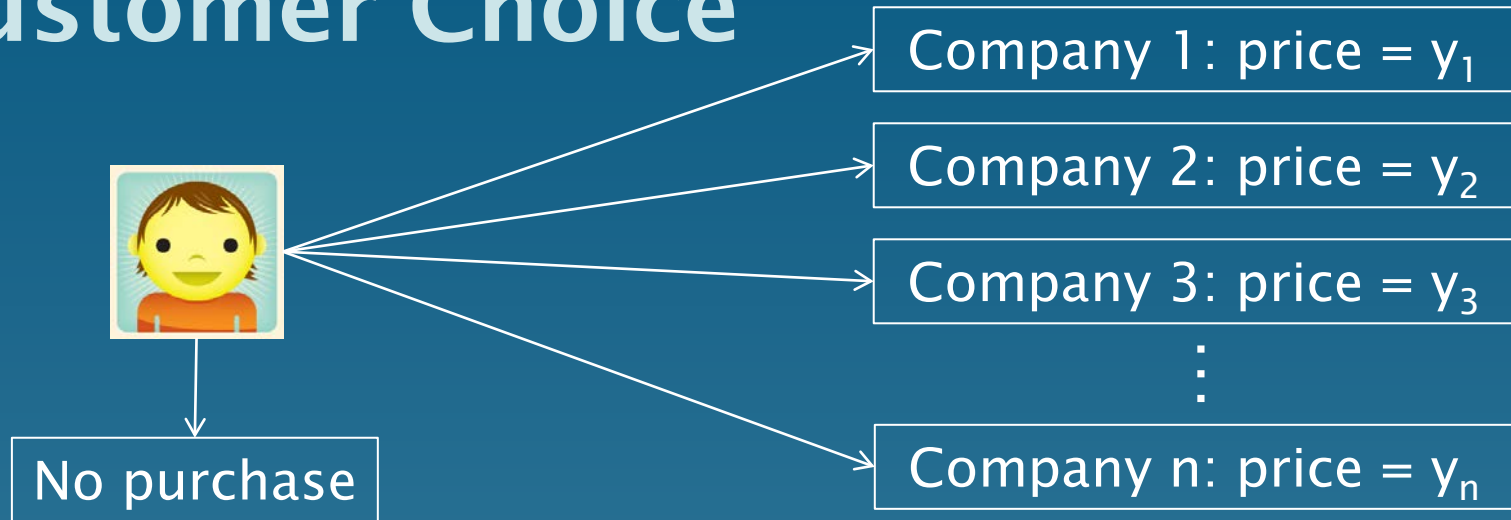 ustomer Choice
Company 1: price = y₁
Company 2: price = y₂
Company 3: price = y₃
⋮
Company n: price = yₙ
No purchase